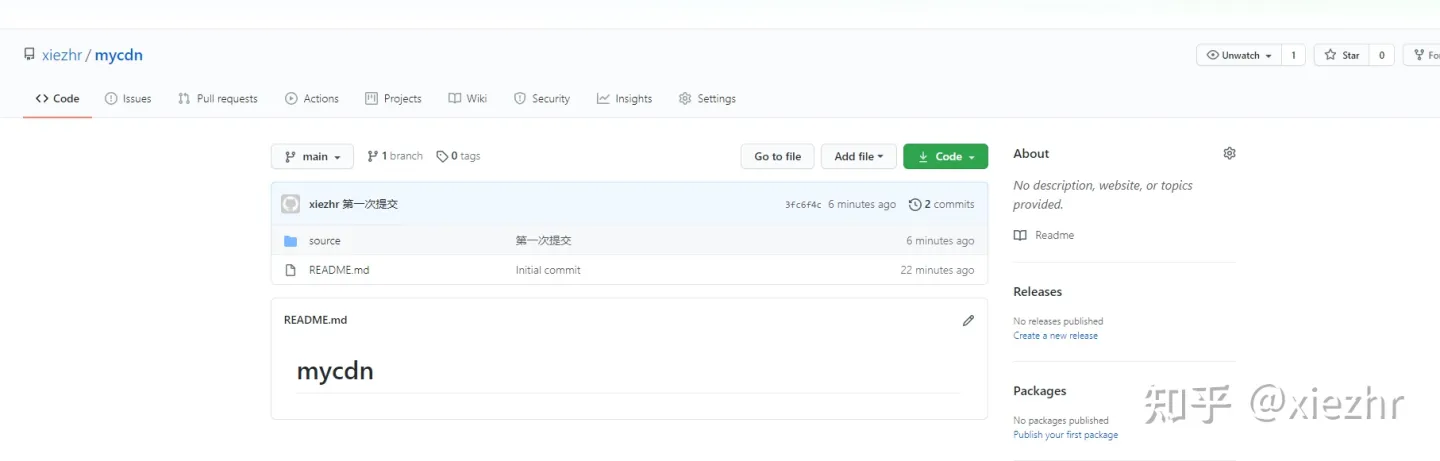 xiezhr / mycdn
Unwatch 1 Star 0
Code Issues Pull requests Actions Projects Wiki Security Insights Settings
main 1 branch 0 tags Go to file Add file Code
xiezhr 第一次提交 3fc6f4c 6 minutes ago 2 commits
source 第一次提交 6 minutes ago
README.md Initial commit 22 minutes ago
README.md
mycdn
About
No description, website, or topics
provided.
Readme
Releases
No releases published
Create a new release
Packages
No packages published
Publish your first package
知乎 @xiezhr